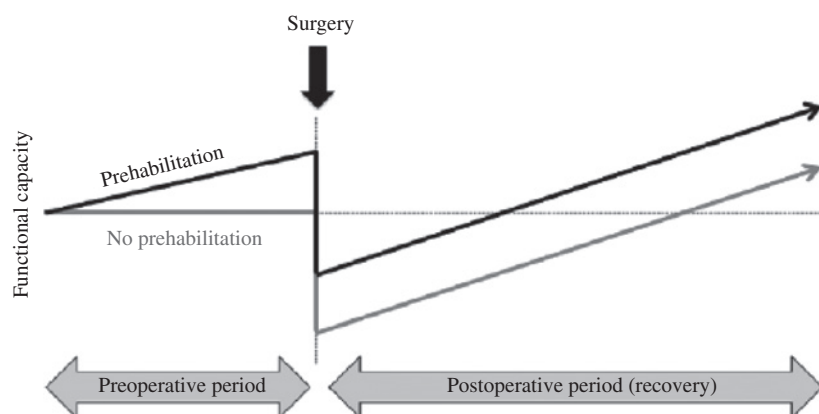 Surgery
Functional capacity
Prehabilitation
No prehabilitation
Preoperative period
Postoperative period (recovery)